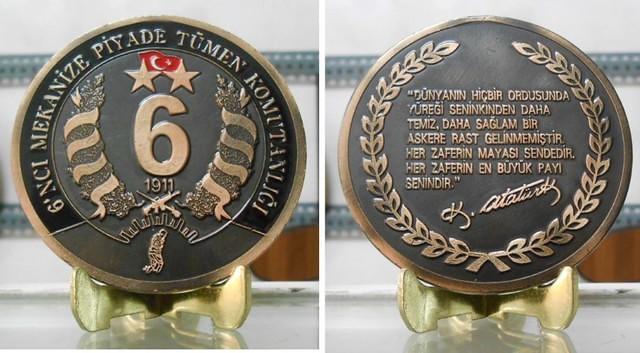 6'NCI MEKANİZE PİYADE TÜMEN KOMUTANLIĞI
6
1911
"DÜNYANIN HİÇBİR ORDUSUNDA
YÜREĞİ SENİNKİNDEN DAHA
TEMİZ, DAHA SAĞLAM BİR
ASKERE RAST GELİNMEMİŞTİR.
HER ZAFERİN MAYASI SENDEDİR.
HER ZAFERİN EN BÜYÜK PAYI
SENİNDİR."
K. Atatürk